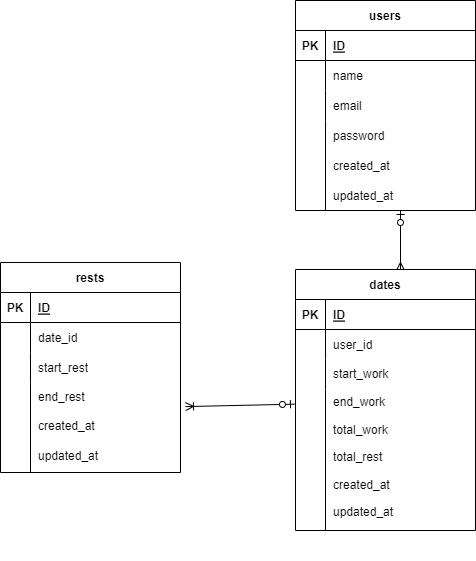 users
PK ID
name
email
password
created_at
updated_at
rests
PK ID
date_id
start_rest
end_rest
created_at
updated_at
dates
PK ID
user_id
start_work
end_work
total_work
total_rest
created_at
updated_at